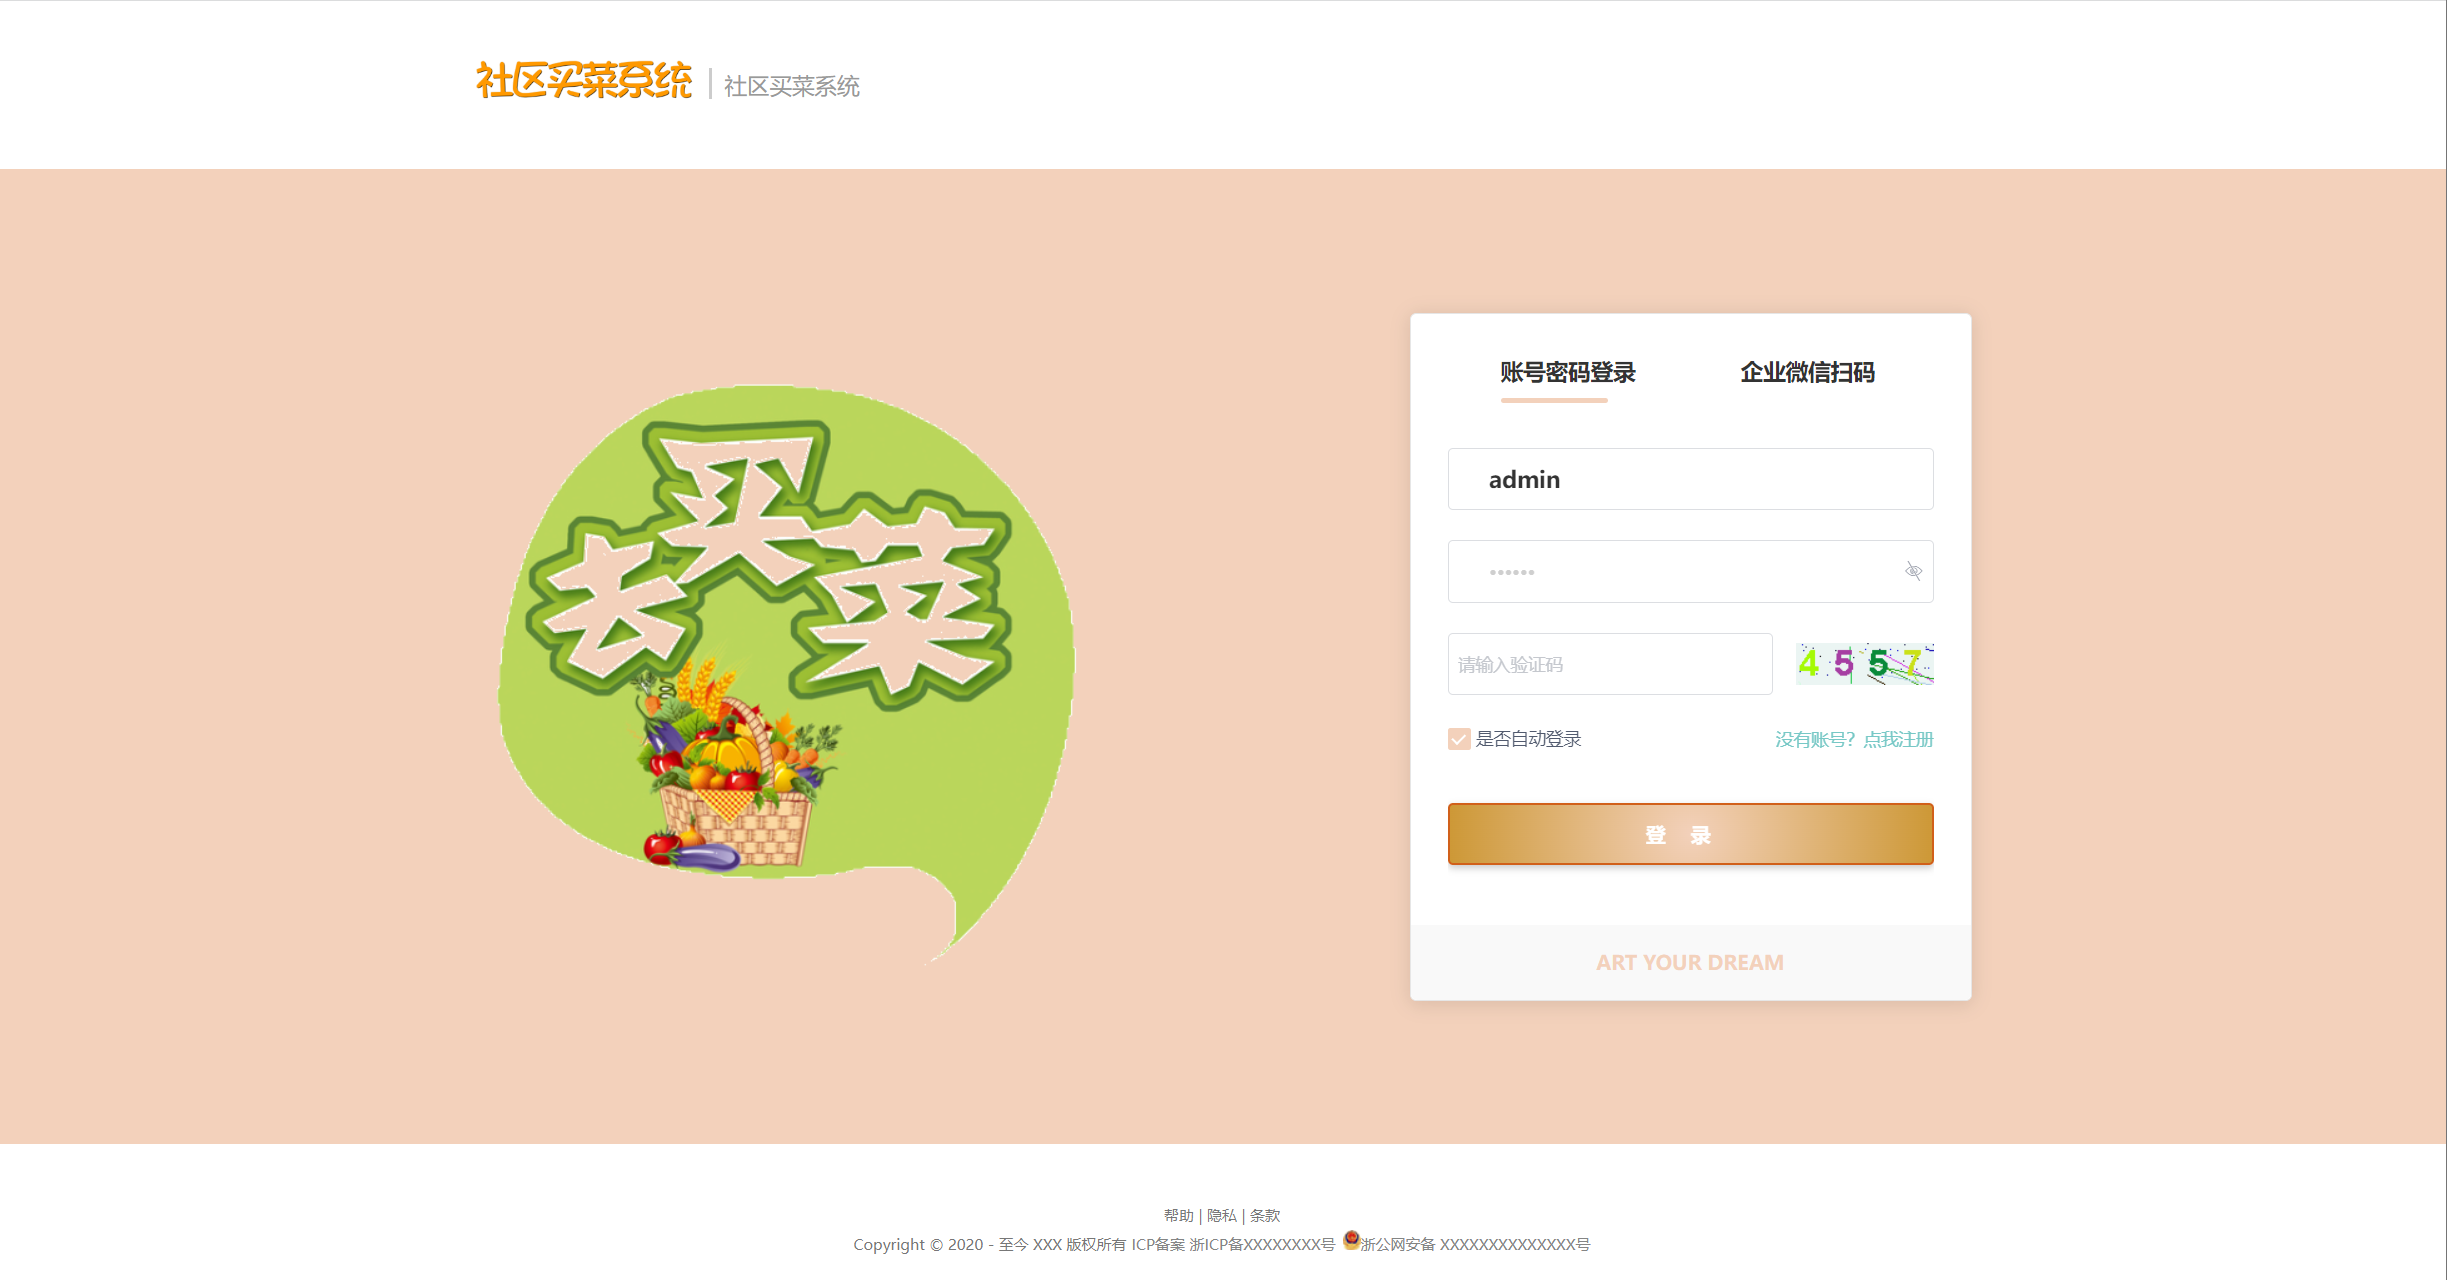 社区买菜系统
社区买菜系统
去买菜
账号密码登录
企业微信扫码
admin
••••••
请输入验证码
4557
是否自动登录
没有账号？点我注册
登 录
ART YOUR DREAM
帮助 | 隐私 | 条款
Copyright © 2020 - 至今 XXX 版权所有 ICP备案 浙ICP备XXXXXXXX号 浙公网安备 XXXXXXXXXXXXXX号